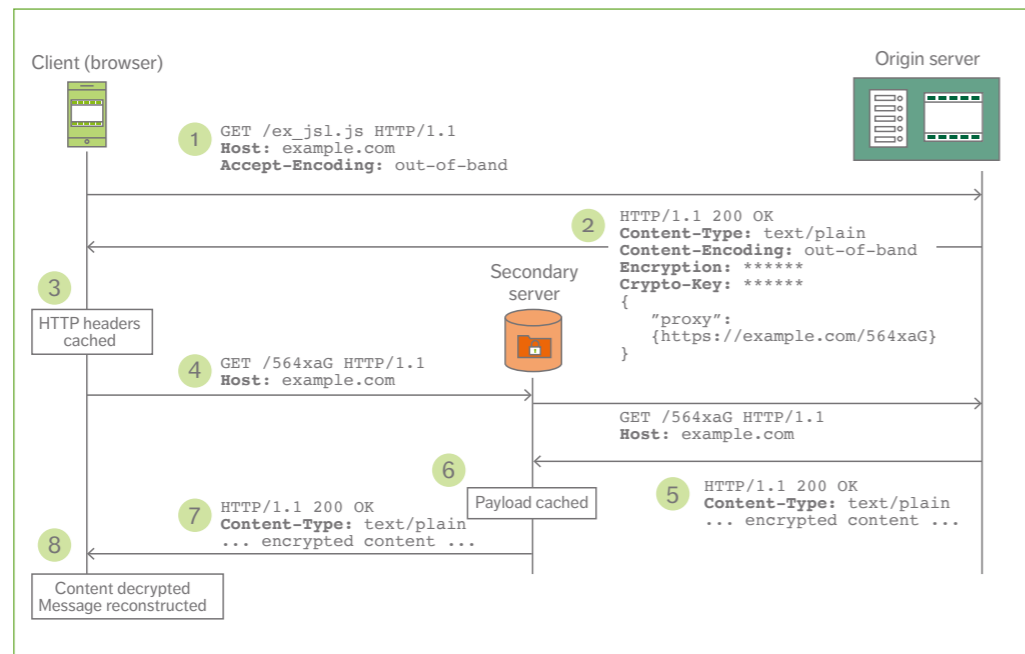 Client (browser)
Origin server
1
GET /ex_jsl.js HTTP/1.1
Host: example.com
Accept-Encoding: out-of-band
2
HTTP/1.1 200 OK
Content-Type: text/plain
Content-Encoding: out-of-band
Encryption: ******
Crypto-Key: ******
{
"proxy":
{https://example.com/564xaG}
}
Secondary
server
3
HTTP headers
cached
4
GET /564xaG HTTP/1.1
Host: example.com
GET /564xaG HTTP/1.1
Host: example.com
5
HTTP/1.1 200 OK
Content-Type: text/plain
... encrypted content ...
6
Payload cached
7
HTTP/1.1 200 OK
Content-Type: text/plain
... encrypted content ...
8
Content decrypted
Message reconstructed